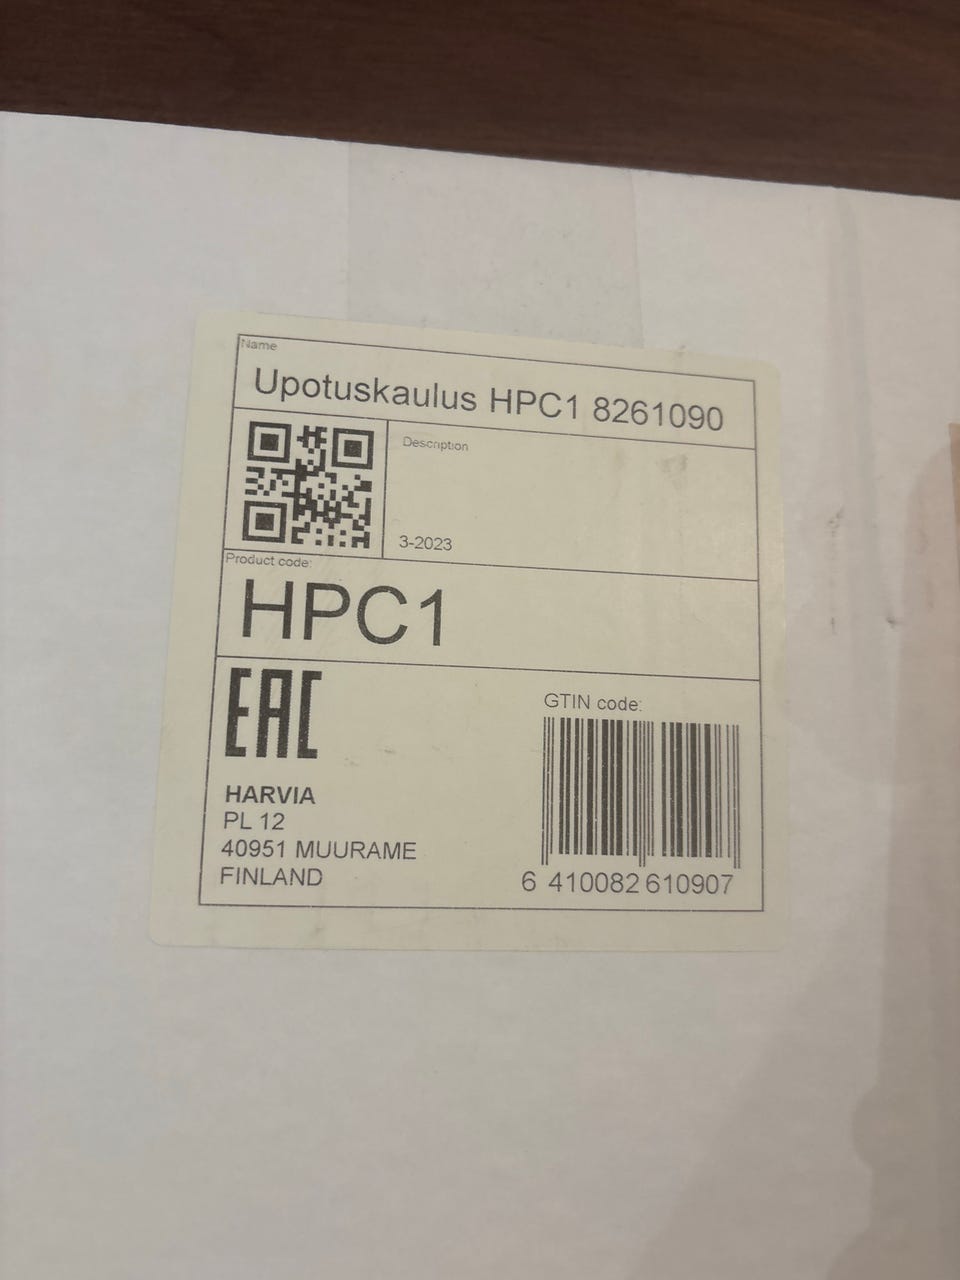 Name
Upotuskaulus HPC1 8261090
Description
3-2023
Product code:
HPC1
EAC
HARVIA
PL 12
40951 MUURAME
FINLAND
GTIN code:
6 410082 610907